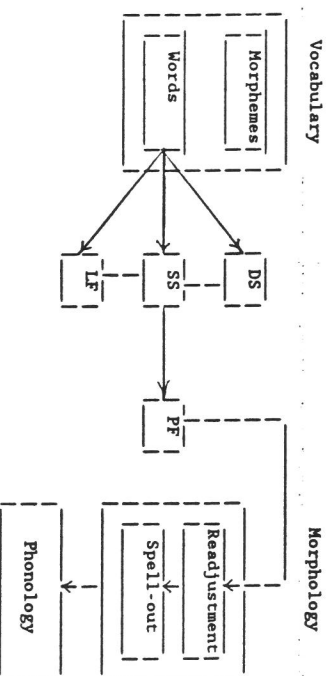 Vocabulary Morphology
Morphemes
DS
Readjustment
Words SS PF
Spell-out
LF
Phonology